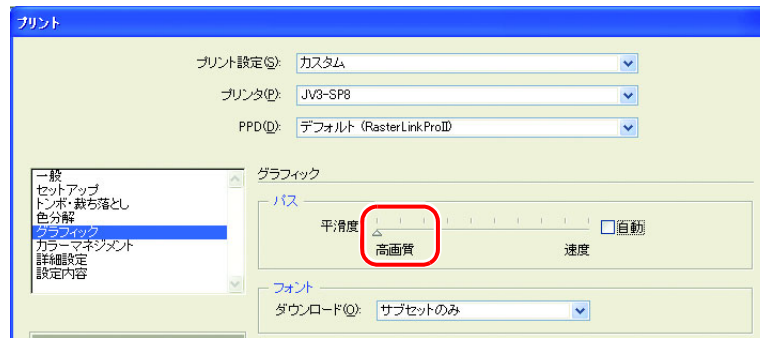 プリント
プリント設定(S): カスタム
プリンタ(P): JV3-SP8
PPD(D): デフォルト (RasterLinkProⅡ)
一般
セットアップ
トンボ・裁ち落とし
色分解
グラフィック
カラーマネジメント
詳細設定
設定内容
グラフィック
パス
平滑度
自動
高画質 速度
フォント
ダウンロード(O): サブセットのみ